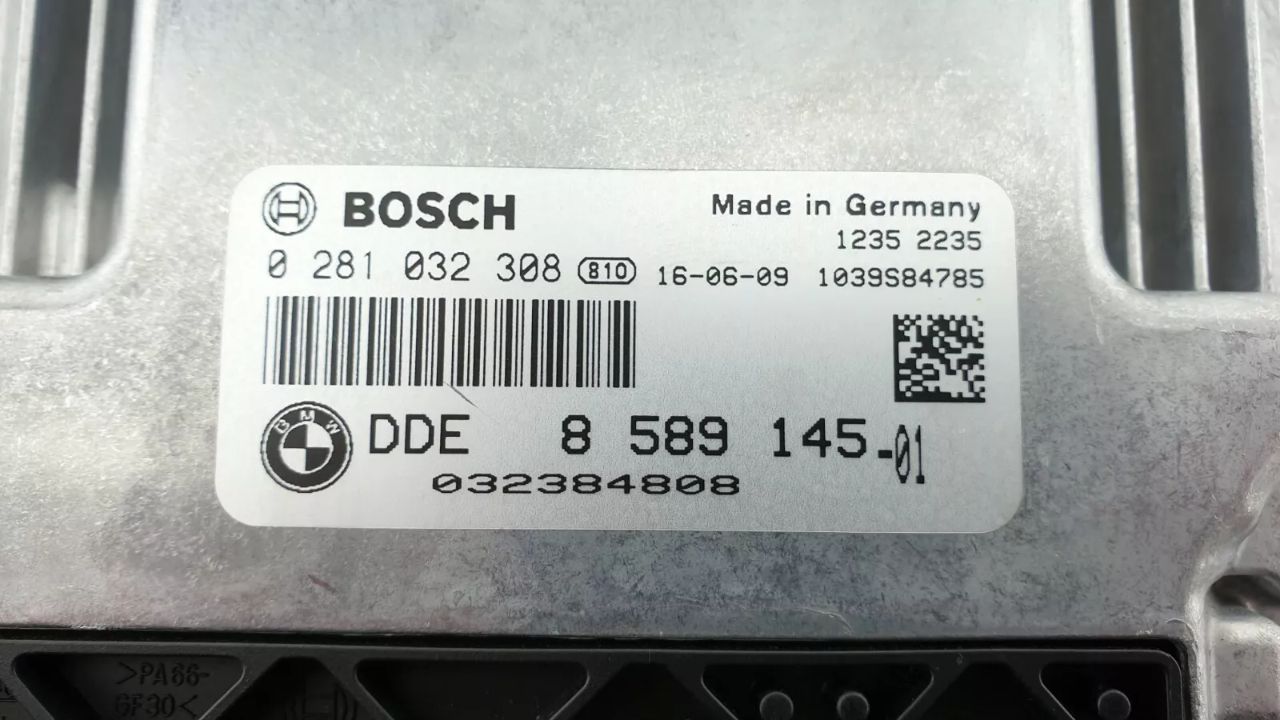 BOSCH
Made in Germany
1235 2235
0 281 032 308 810 16-06-09 1039S84785
BMW
DDE 8 589 145-01
032384808
>PA66-
GF30<